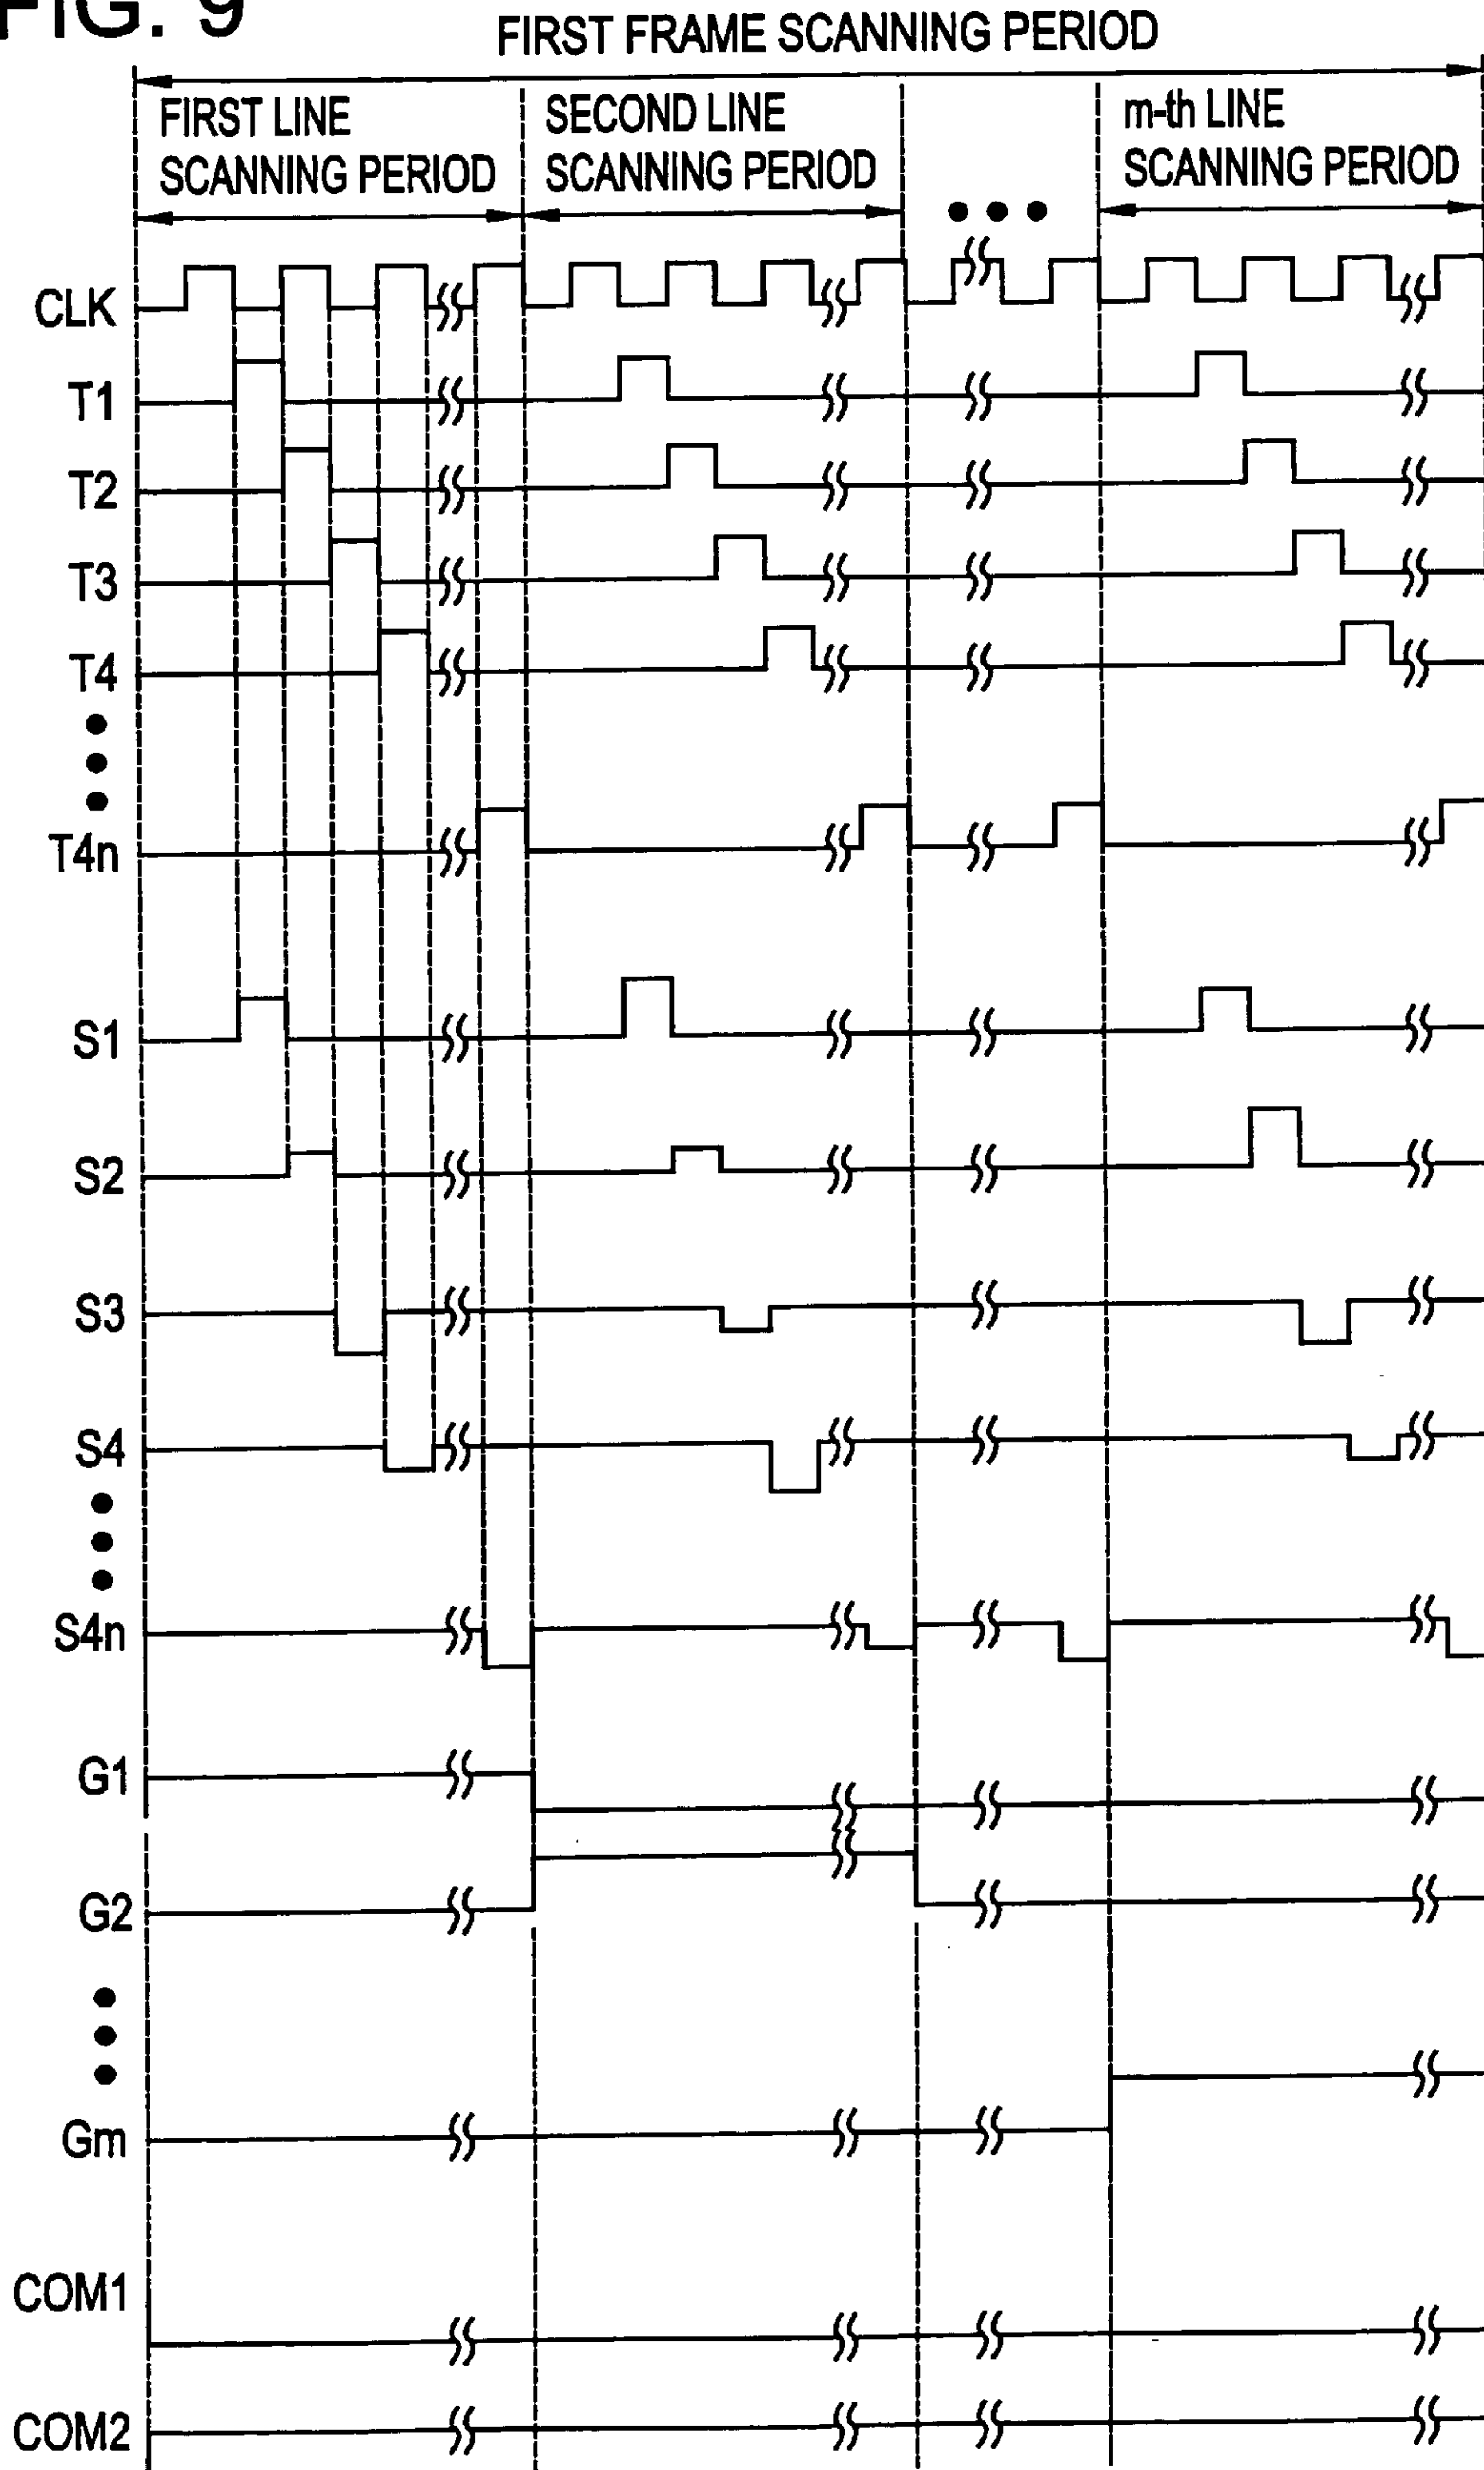 FIG. 9
FIRST FRAME SCANNING PERIOD
FIRST LINE
SCANNING PERIOD
SECOND LINE
SCANNING PERIOD
m-th LINE
SCANNING PERIOD
CLK
T1
T2
T3
T4
T4n
S1
S2
S3
S4
S4n
G1
G2
Gm
COM1
COM2